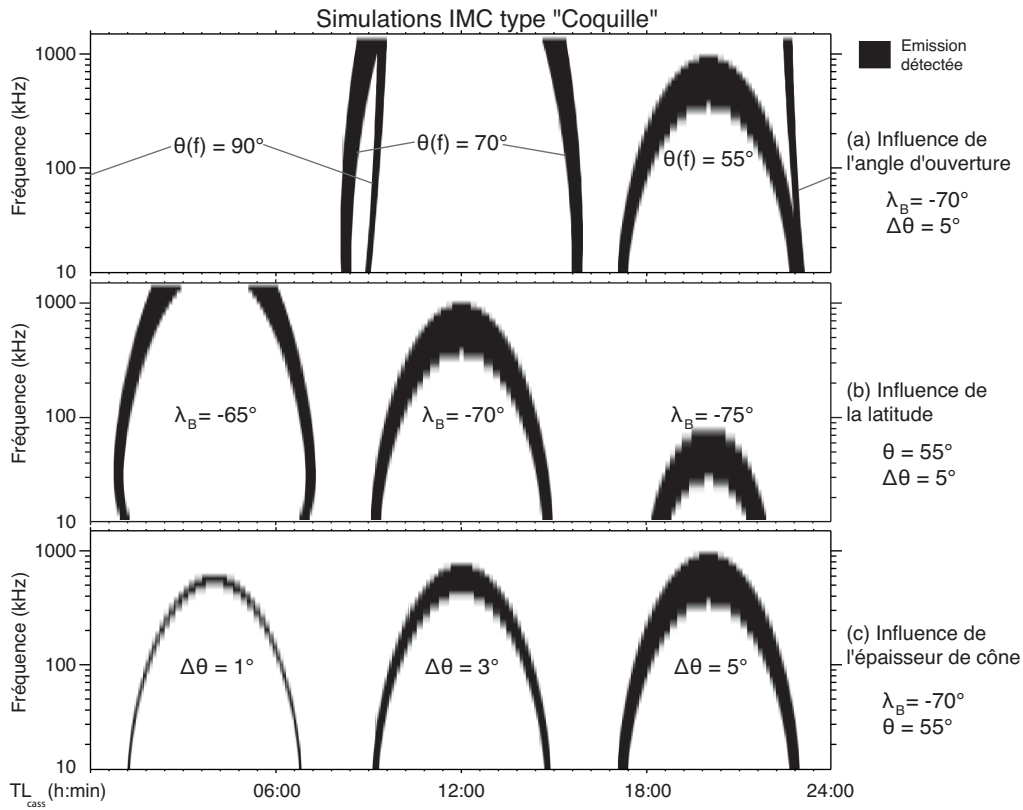 Simulations IMC type "Coquille"
Emission
détectée
Fréquence (kHz)
1000
100
10
θ(f) = 90°
θ(f) = 70°
θ(f) = 55°
(a) Influence de
l'angle d'ouverture
λB= -70°
Δθ = 5°
Fréquence (kHz)
1000
100
10
λB= -65°
λB= -70°
λB= -75°
(b) Influence de
la latitude
θ = 55°
Δθ = 5°
Fréquence (kHz)
1000
100
10
Δθ = 1°
Δθ = 3°
Δθ = 5°
(c) Influence de
l'épaisseur de cône
λB= -70°
θ = 55°
TLcass (h:min)
06:00
12:00
18:00
24:00